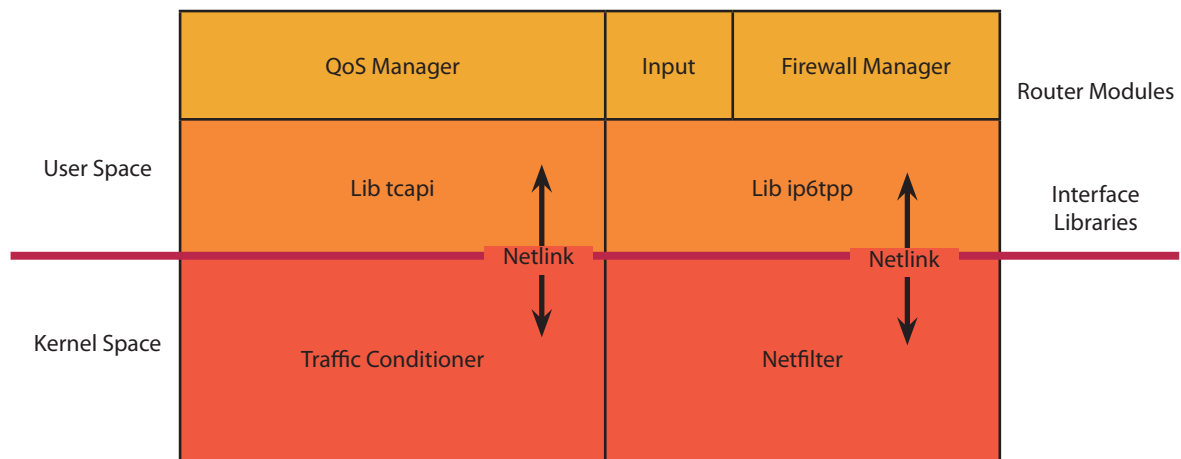 QoS Manager
Input
Firewall Manager
Router Modules
User Space
Lib tcapi
Lib ip6tpp
Interface
Libraries
Netlink
Netlink
Kernel Space
Traffic Conditioner
Netfilter